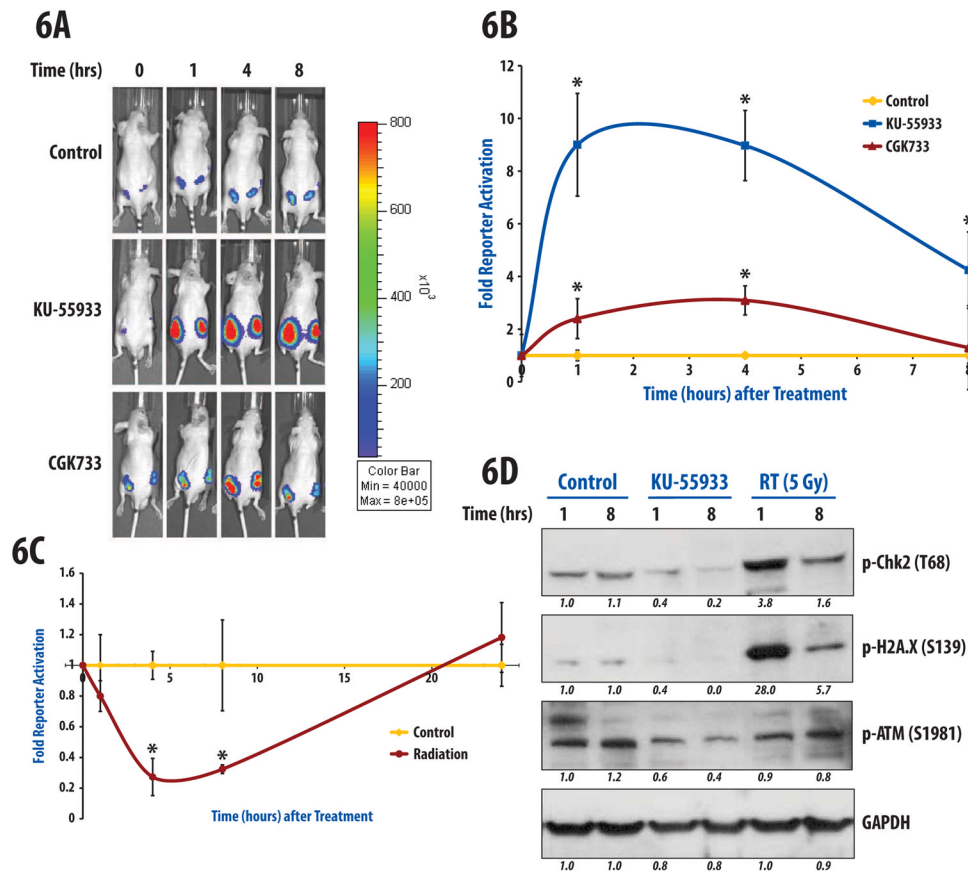 6A
Time (hrs) 0 1 4 8
Control
KU-55933
CGK733
800
600
400
200
x10³
Color Bar
Min = 40000
Max = 8e+05
6B
Fold Reporter Activation
12
10
8
6
4
2
0
* * *
* *
Control
KU-55933
CGK733
0 1 2 3 4 5 6 7 8
Time (hours) after Treatment
6C
Fold Reporter Activation
1.6
1.4
1.2
1
0.8
0.6
0.4
0.2
0
0 5 10 15 20
* *
Control
Radiation
Time (hours) after Treatment
6D
Control KU-55933 RT (5 Gy)
Time (hrs) 1 8 1 8 1 8
p-Chk2 (T68)
1.0 1.1 0.4 0.2 3.8 1.6
p-H2A.X (S139)
1.0 1.0 0.4 0.0 28.0 5.7
p-ATM (S1981)
1.0 1.2 0.6 0.4 0.9 0.8
GAPDH
1.0 1.0 0.8 0.8 1.0 0.9